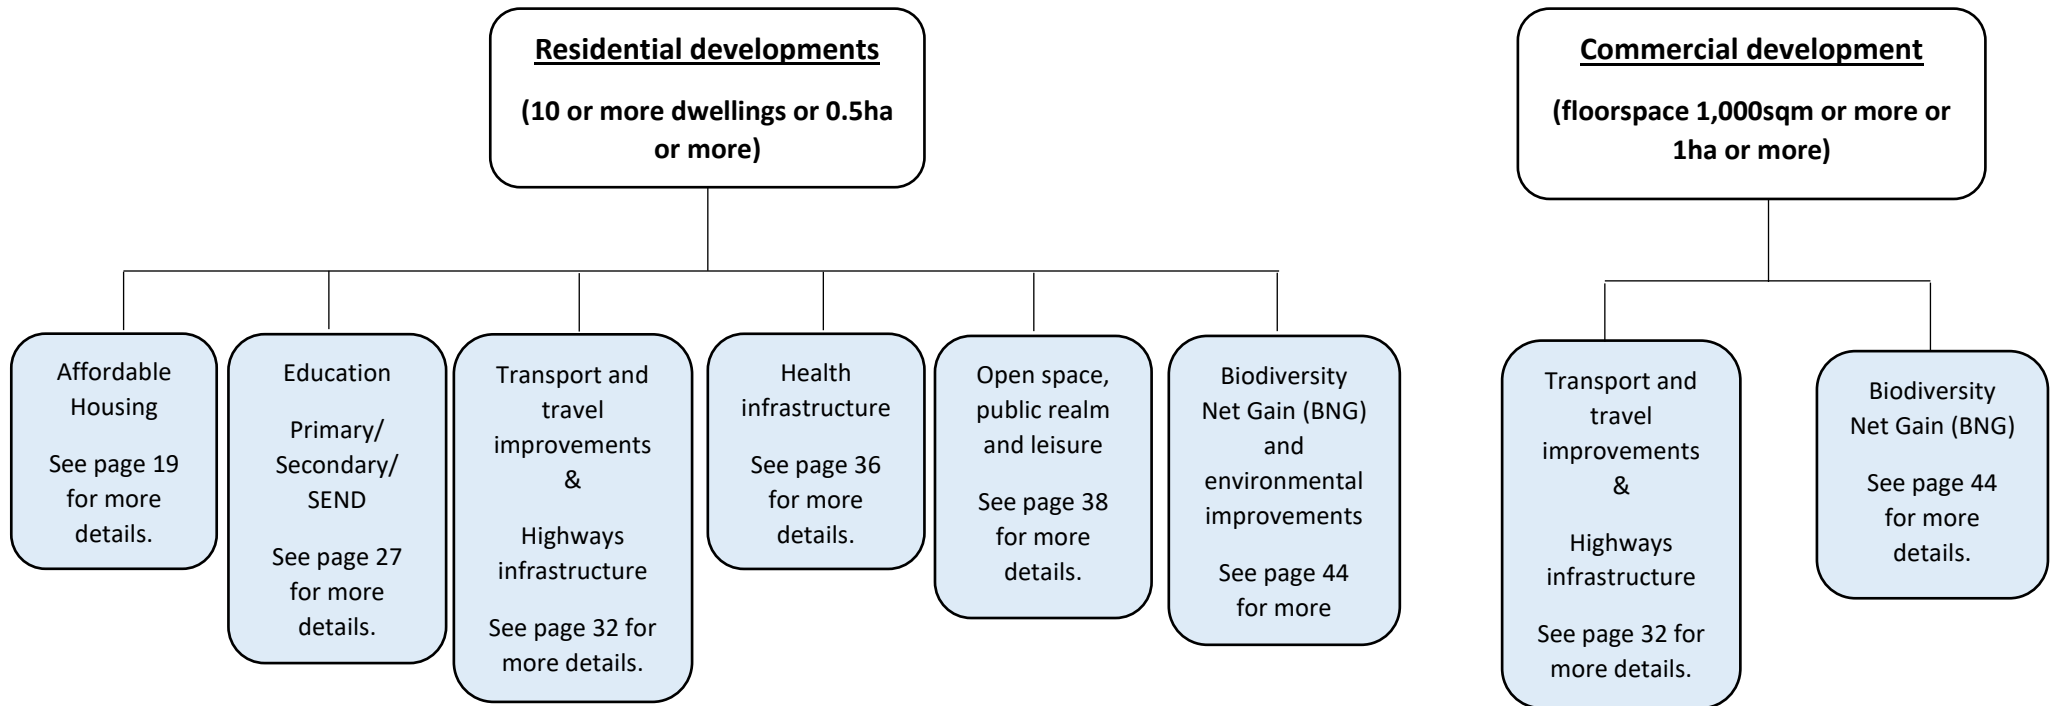 Residential developments
(10 or more dwellings or 0.5ha
or more)
Commercial development
(floorspace 1,000sqm or more or
1ha or more)
Affordable
Housing
See page 19
for more
details.
Education
Primary/
Secondary/
SEND
See page 27
for more
details.
Transport and
travel
improvements
&
Highways
infrastructure
See page 32 for
more details.
Health
infrastructure
See page 36
for more
details.
Open space,
public realm
and leisure
See page 38
for more
details.
Biodiversity
Net Gain (BNG)
and
environmental
improvements
See page 44
for more
Transport and
travel
improvements
&
Highways
infrastructure
See page 32 for
more details.
Biodiversity
Net Gain (BNG)
See page 44
for more
details.